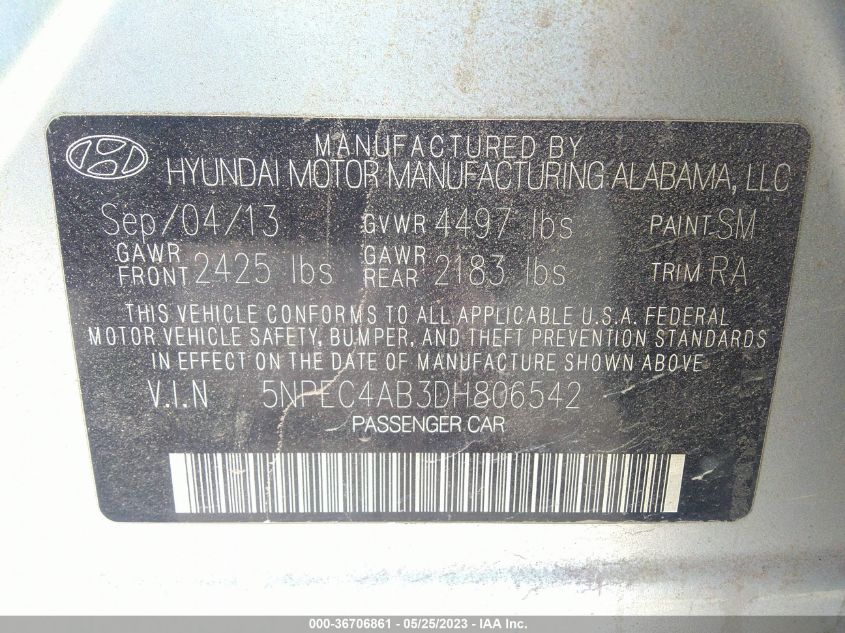 MANUFACTURED BY
HYUNDAI MOTOR MANUFACTURING ALABAMA, LLC
Sep/04/13 GVWR 4497 lbs PAINT SM
GAWR FRONT 2425 lbs GAWR REAR 2183 lbs TRIM RA
THIS VEHICLE CONFORMS TO ALL APPLICABLE U.S.A. FEDERAL
MOTOR VEHICLE SAFETY, BUMPER, AND THEFT PREVENTION STANDARDS
IN EFFECT ON THE DATE OF MANUFACTURE SHOWN ABOVE.
V.I.N 5NPEC4AB3DH806542
PASSENGER CAR
000-36706861 - 05/25/2023 - IAA Inc.